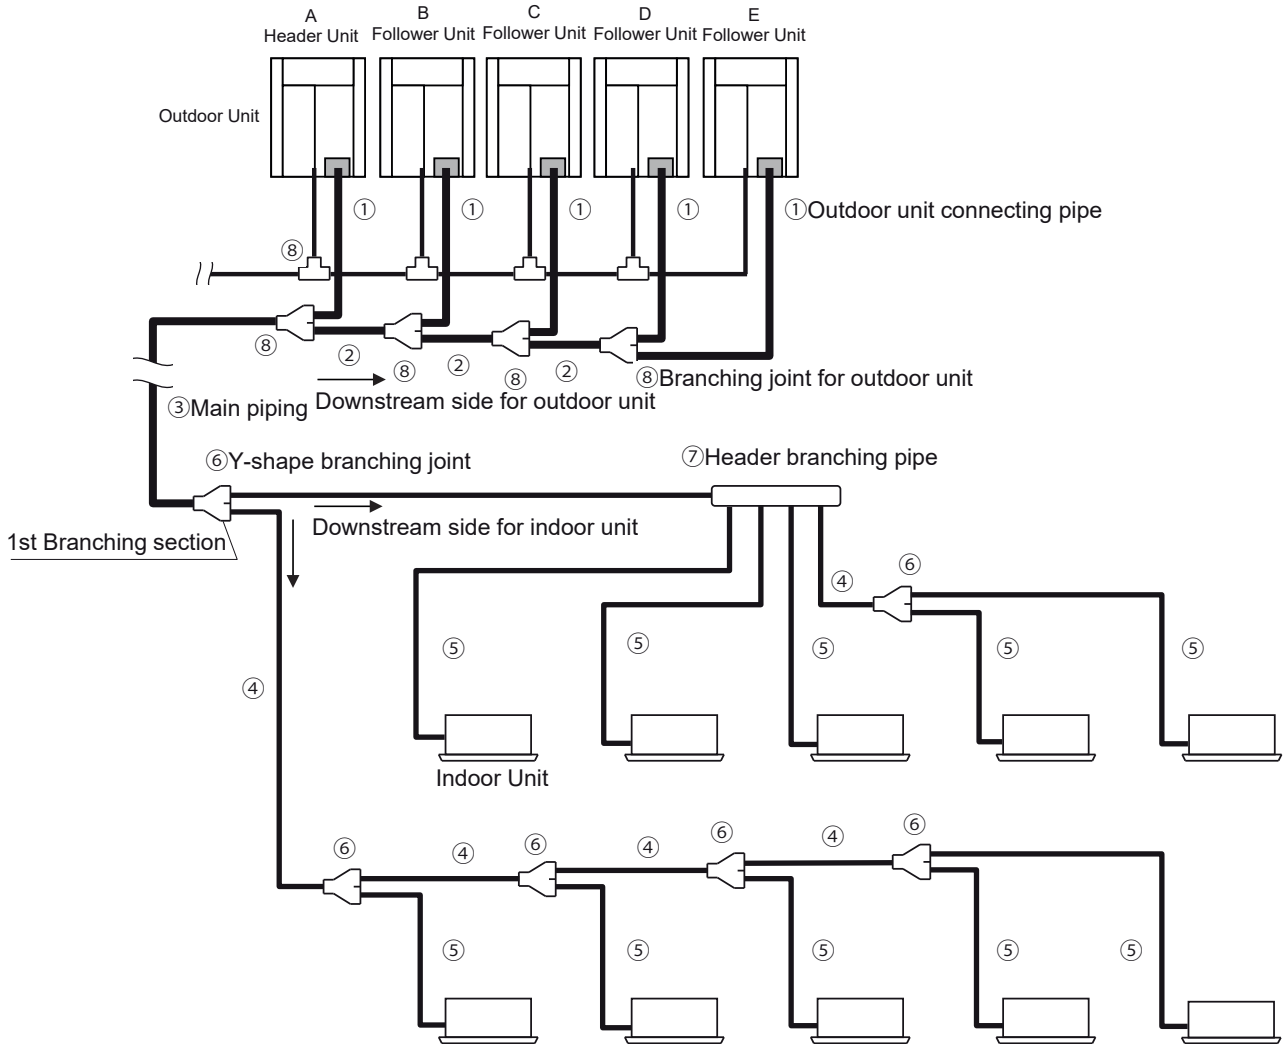 A
Header Unit
B
Follower Unit
C
Follower Unit
D
Follower Unit
E
Follower Unit
Outdoor Unit
①
①
①
①
①Outdoor unit connecting pipe
⑧
⑧
②
⑧
②
⑧
②
⑧Branching joint for outdoor unit
③Main piping
Downstream side for outdoor unit
⑥Y-shape branching joint
⑦Header branching pipe
1st Branching section
Downstream side for indoor unit
④
⑥
⑤
⑤
⑤
⑤
⑤
④
Indoor Unit
⑥
④
⑥
④
⑥
④
⑥
⑤
⑤
⑤
⑤
⑤